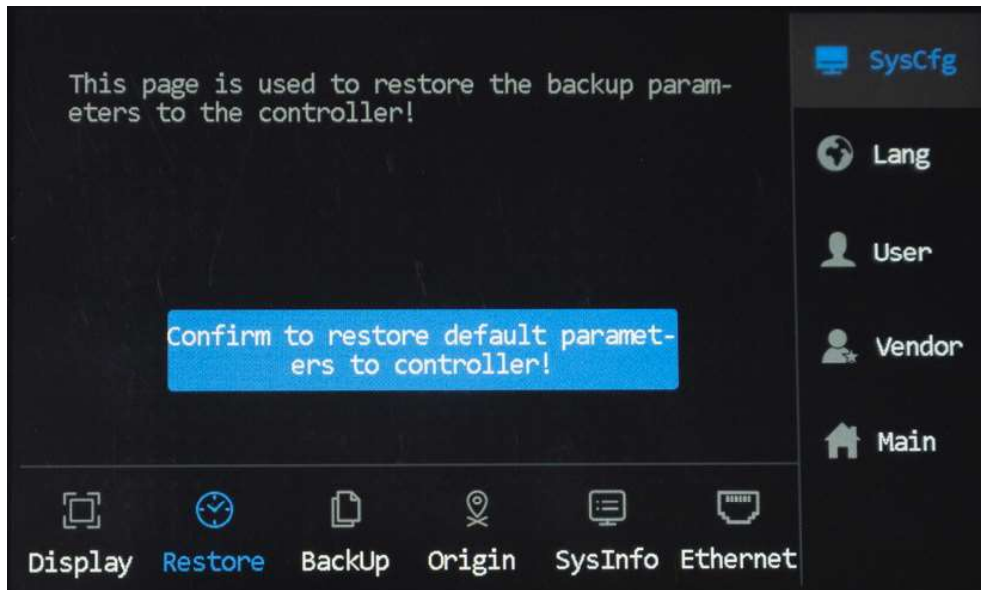 This page is used to restore the backup param-
eters to the controller!
Confirm to restore default paramet-
ers to controller!
SysCfg
Lang
User
Vendor
Main
Display
Restore
BackUp
Origin
SysInfo
Ethernet